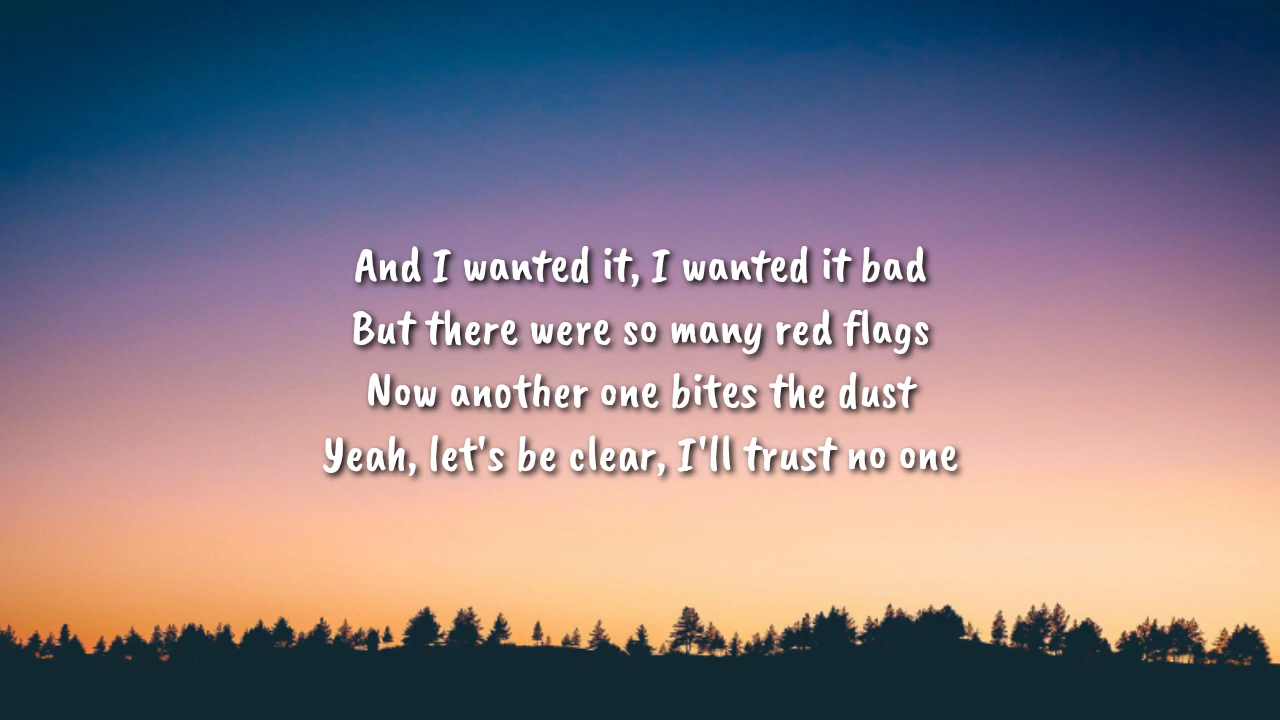 And I wanted it, I wanted it bad
But there were so many red flags
Now another one bites the dust
Yeah, let's be clear, I'll trust no one